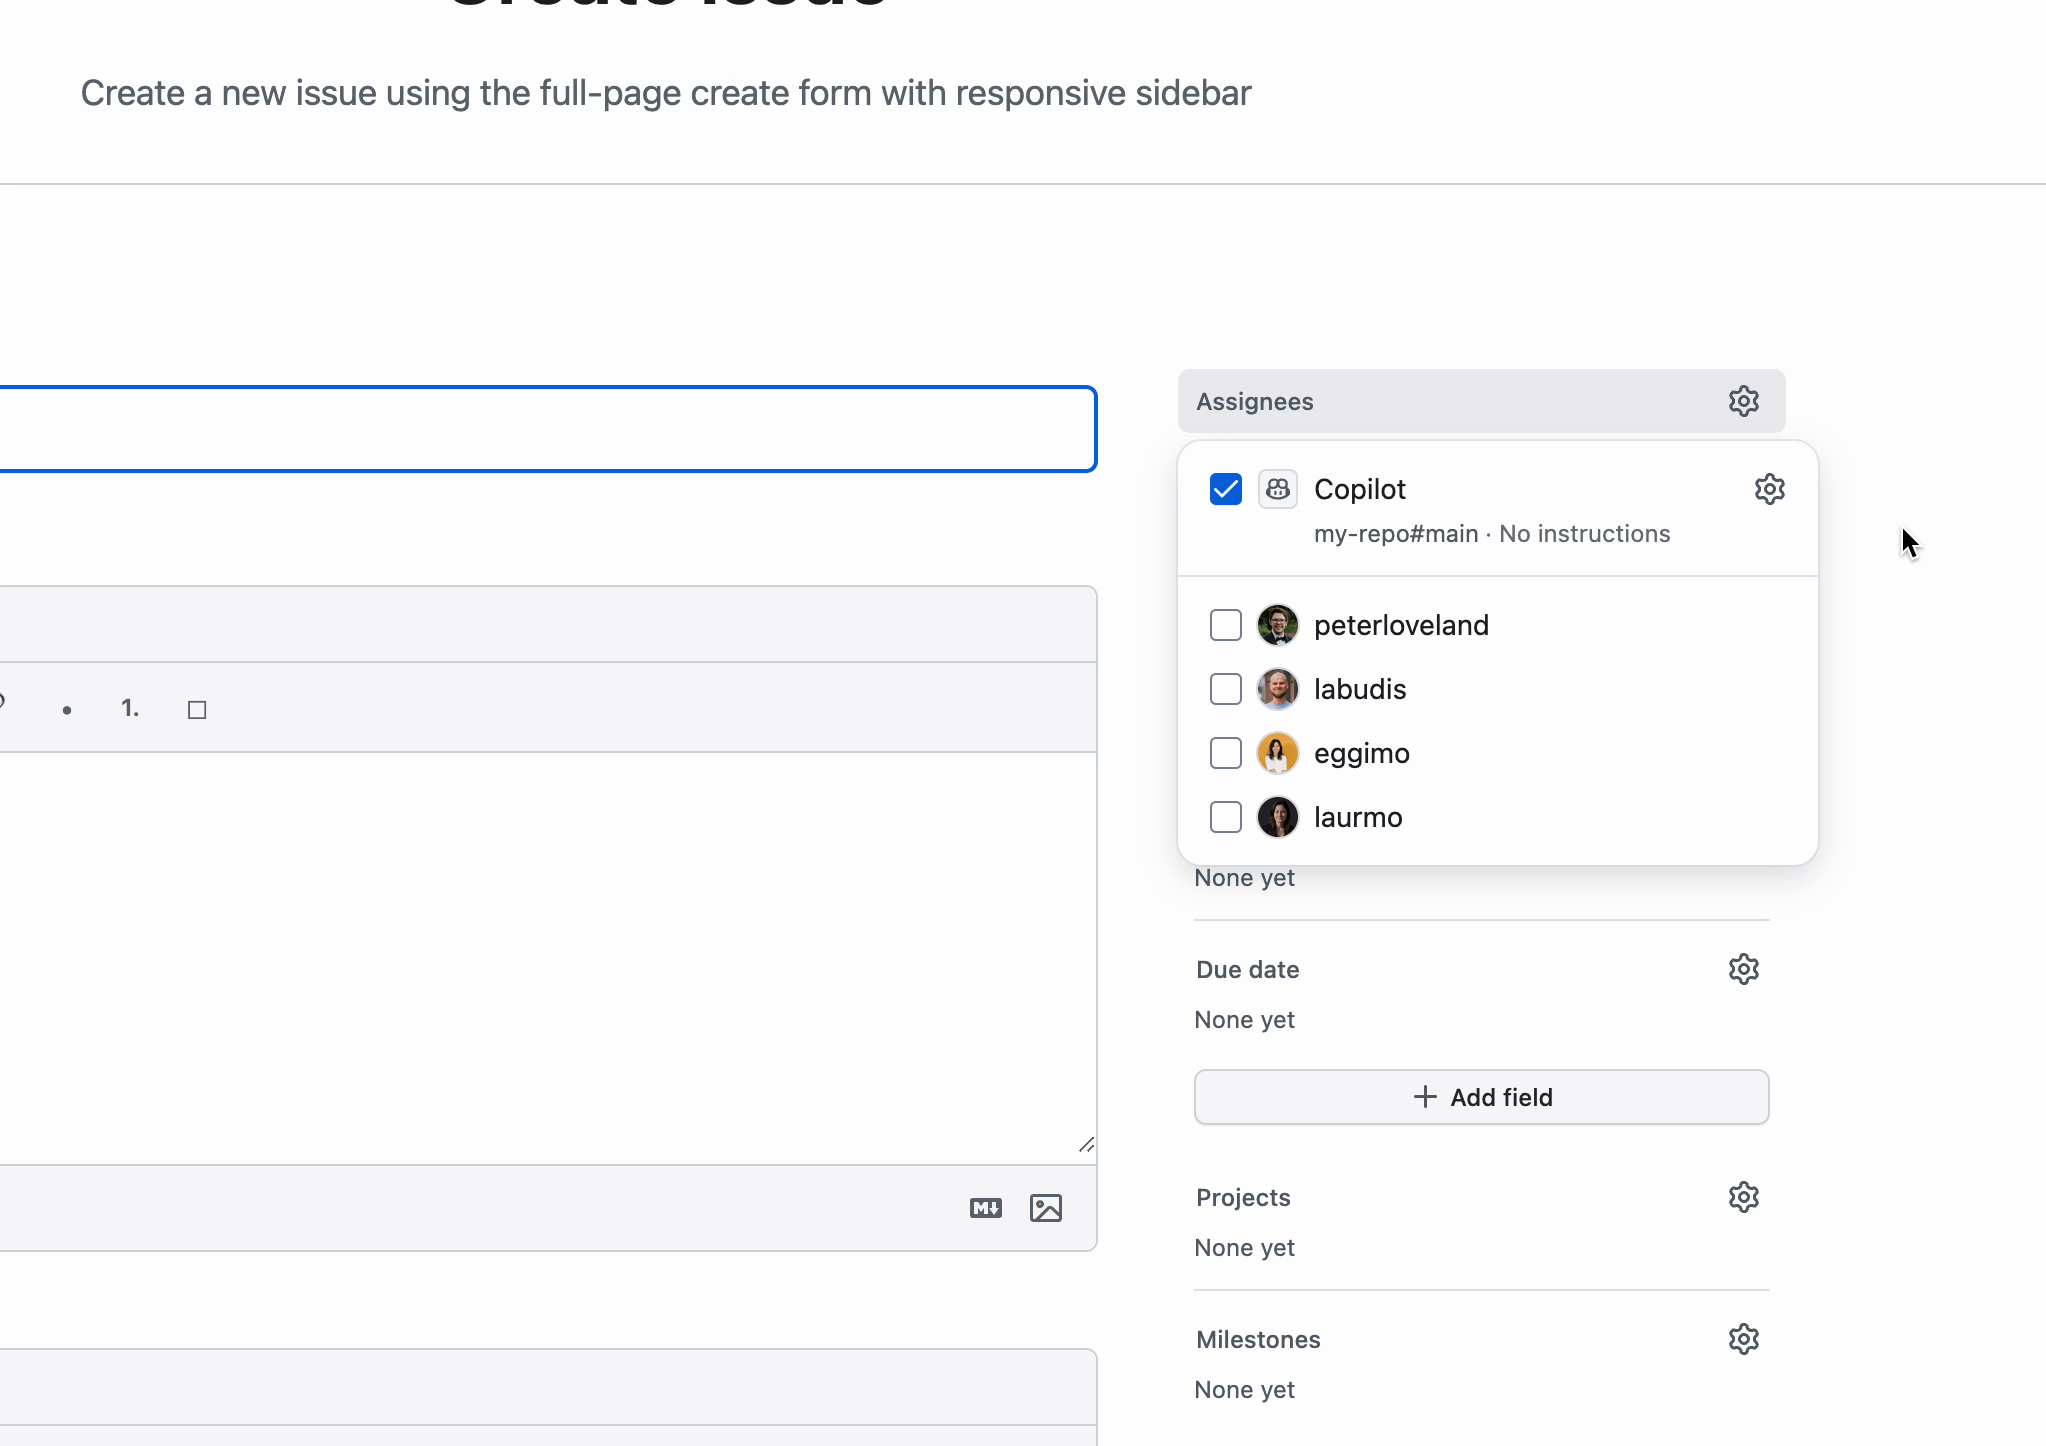 Create Issue
Create a new issue using the full-page create form with responsive sidebar
Assignees
Copilot
my-repo#main · No instructions
peterloveland
labudis
eggimo
laurmo
None yet
Due date
None yet
1.
Add field
M
Projects
None yet
Milestones
None yet